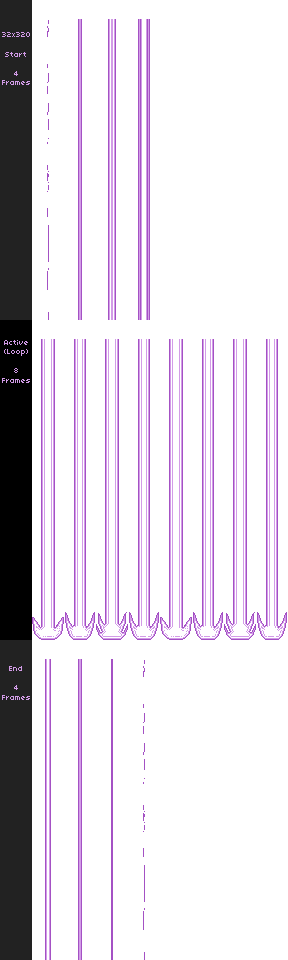 32x320
Start
4
Frames
Active
(Loop)
8
Frames
End
4
Frames